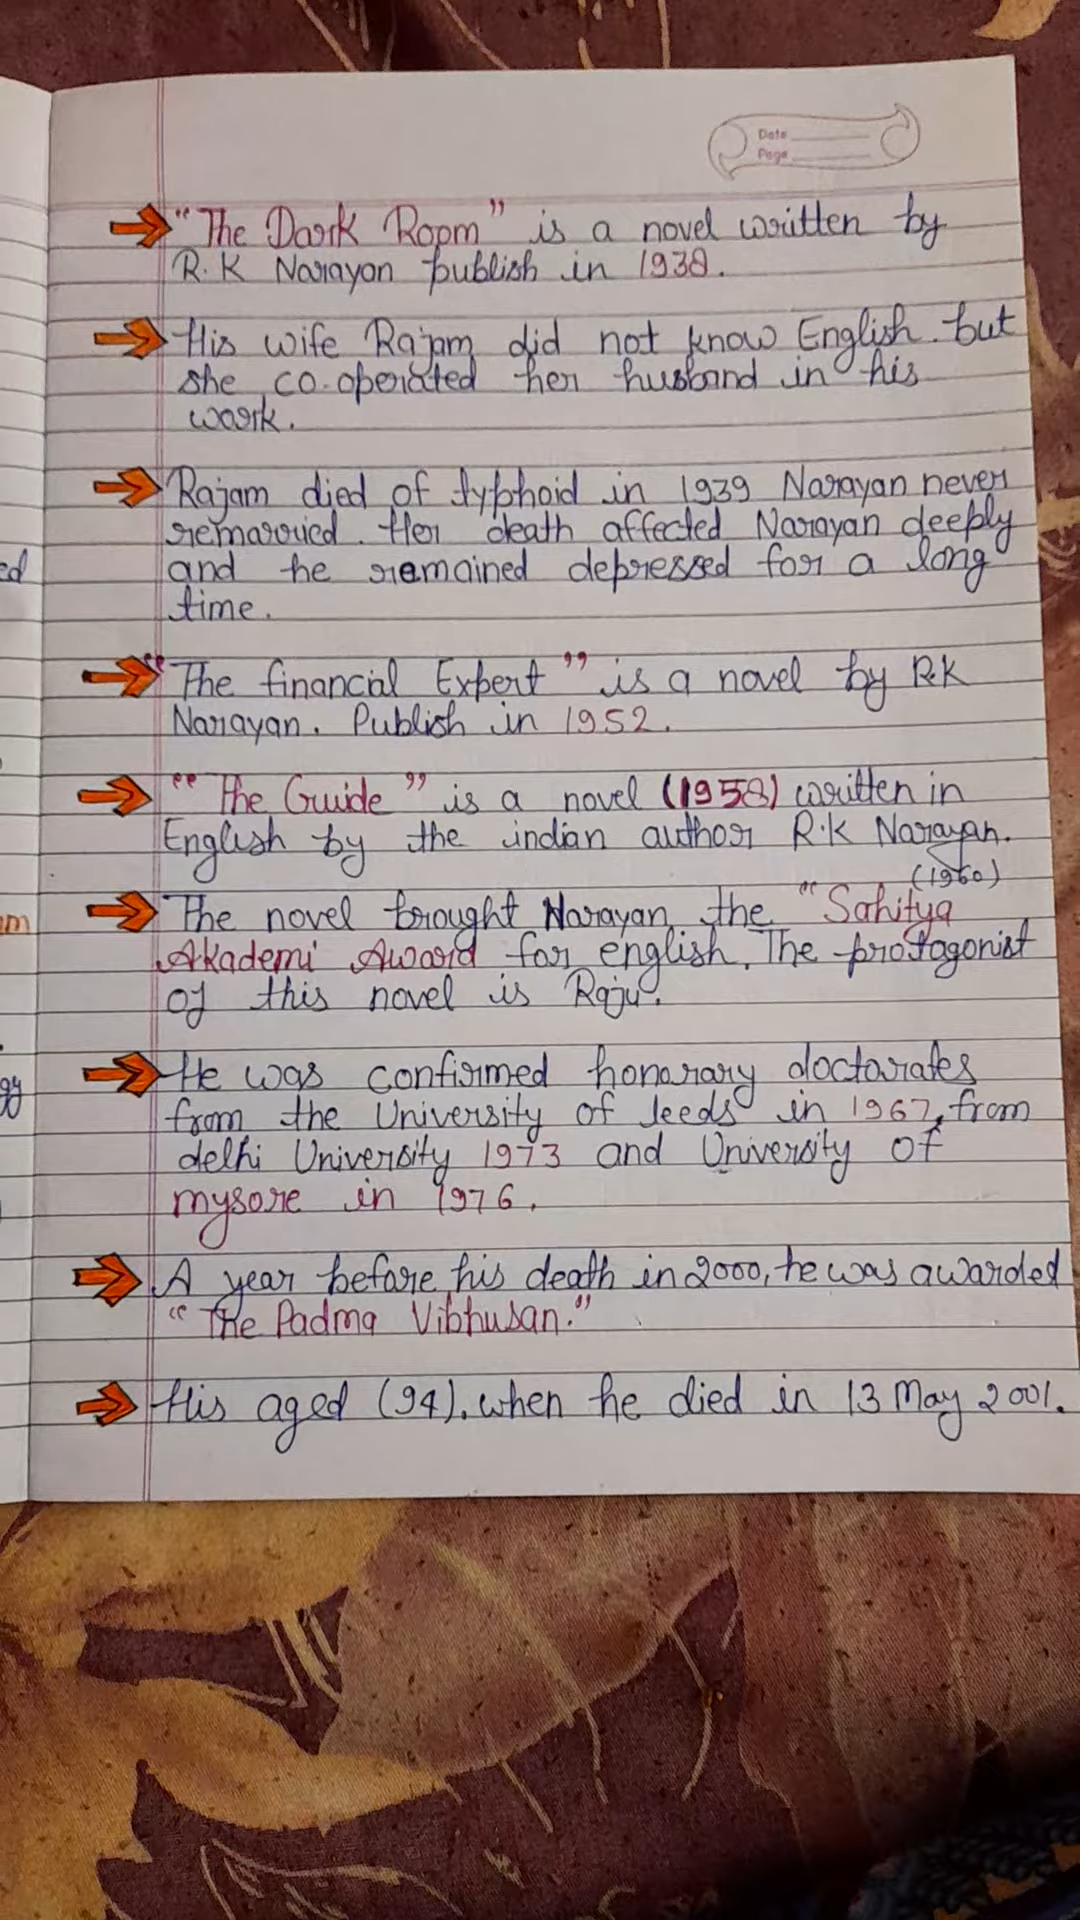 Date
Page
"The Dark Room" is a novel written by
R.K Narayan publish in 1938.
His wife Rajam did not know English. but
she co-operated her husband in his
work.
Rajam died of typhoid in 1939 Narayan never
remarried. Her death affected Narayan deeply
ed
and he remained depressed for a long
time.
"The financial Expert" is a novel by R.K
Narayan. Publish in 1952.
"The Guide" is a novel (1958) written in
English by the indian author R.K Narayan.
(1960)
The novel brought Narayan the "Sahitya
Akademi Award for english. The protagonist
of this novel is Raju.
He was confirmed honarary doctarates
from the University of leeds in 1967, from
delhi University 1973 and University of
mysore in 1976.
A year before his death in 2000, he was awarded
"The Padma Vibhusan."
His aged (94). when he died in 13 May 2001.